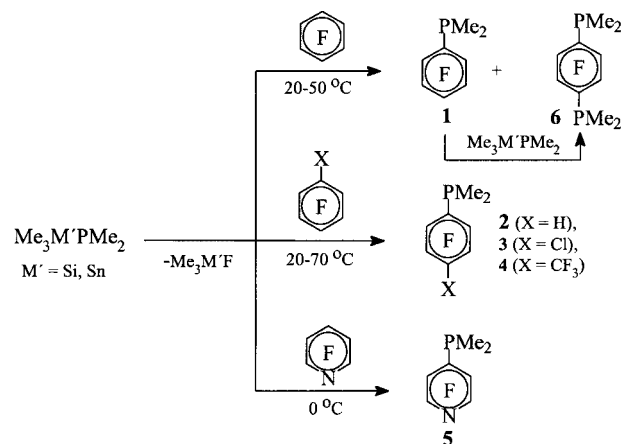 F
20-50 °C
PMe₂
F
1
+
PMe₂
F
6
PMe₂
Me₃M´PMe₂
X
F
20-70 °C
PMe₂
F
X
2 (X = H),
3 (X = Cl),
4 (X = CF₃)
Me₃M´PMe₂
M´ = Si, Sn
-Me₃M´F
F
N
0 °C
PMe₂
F
N
5